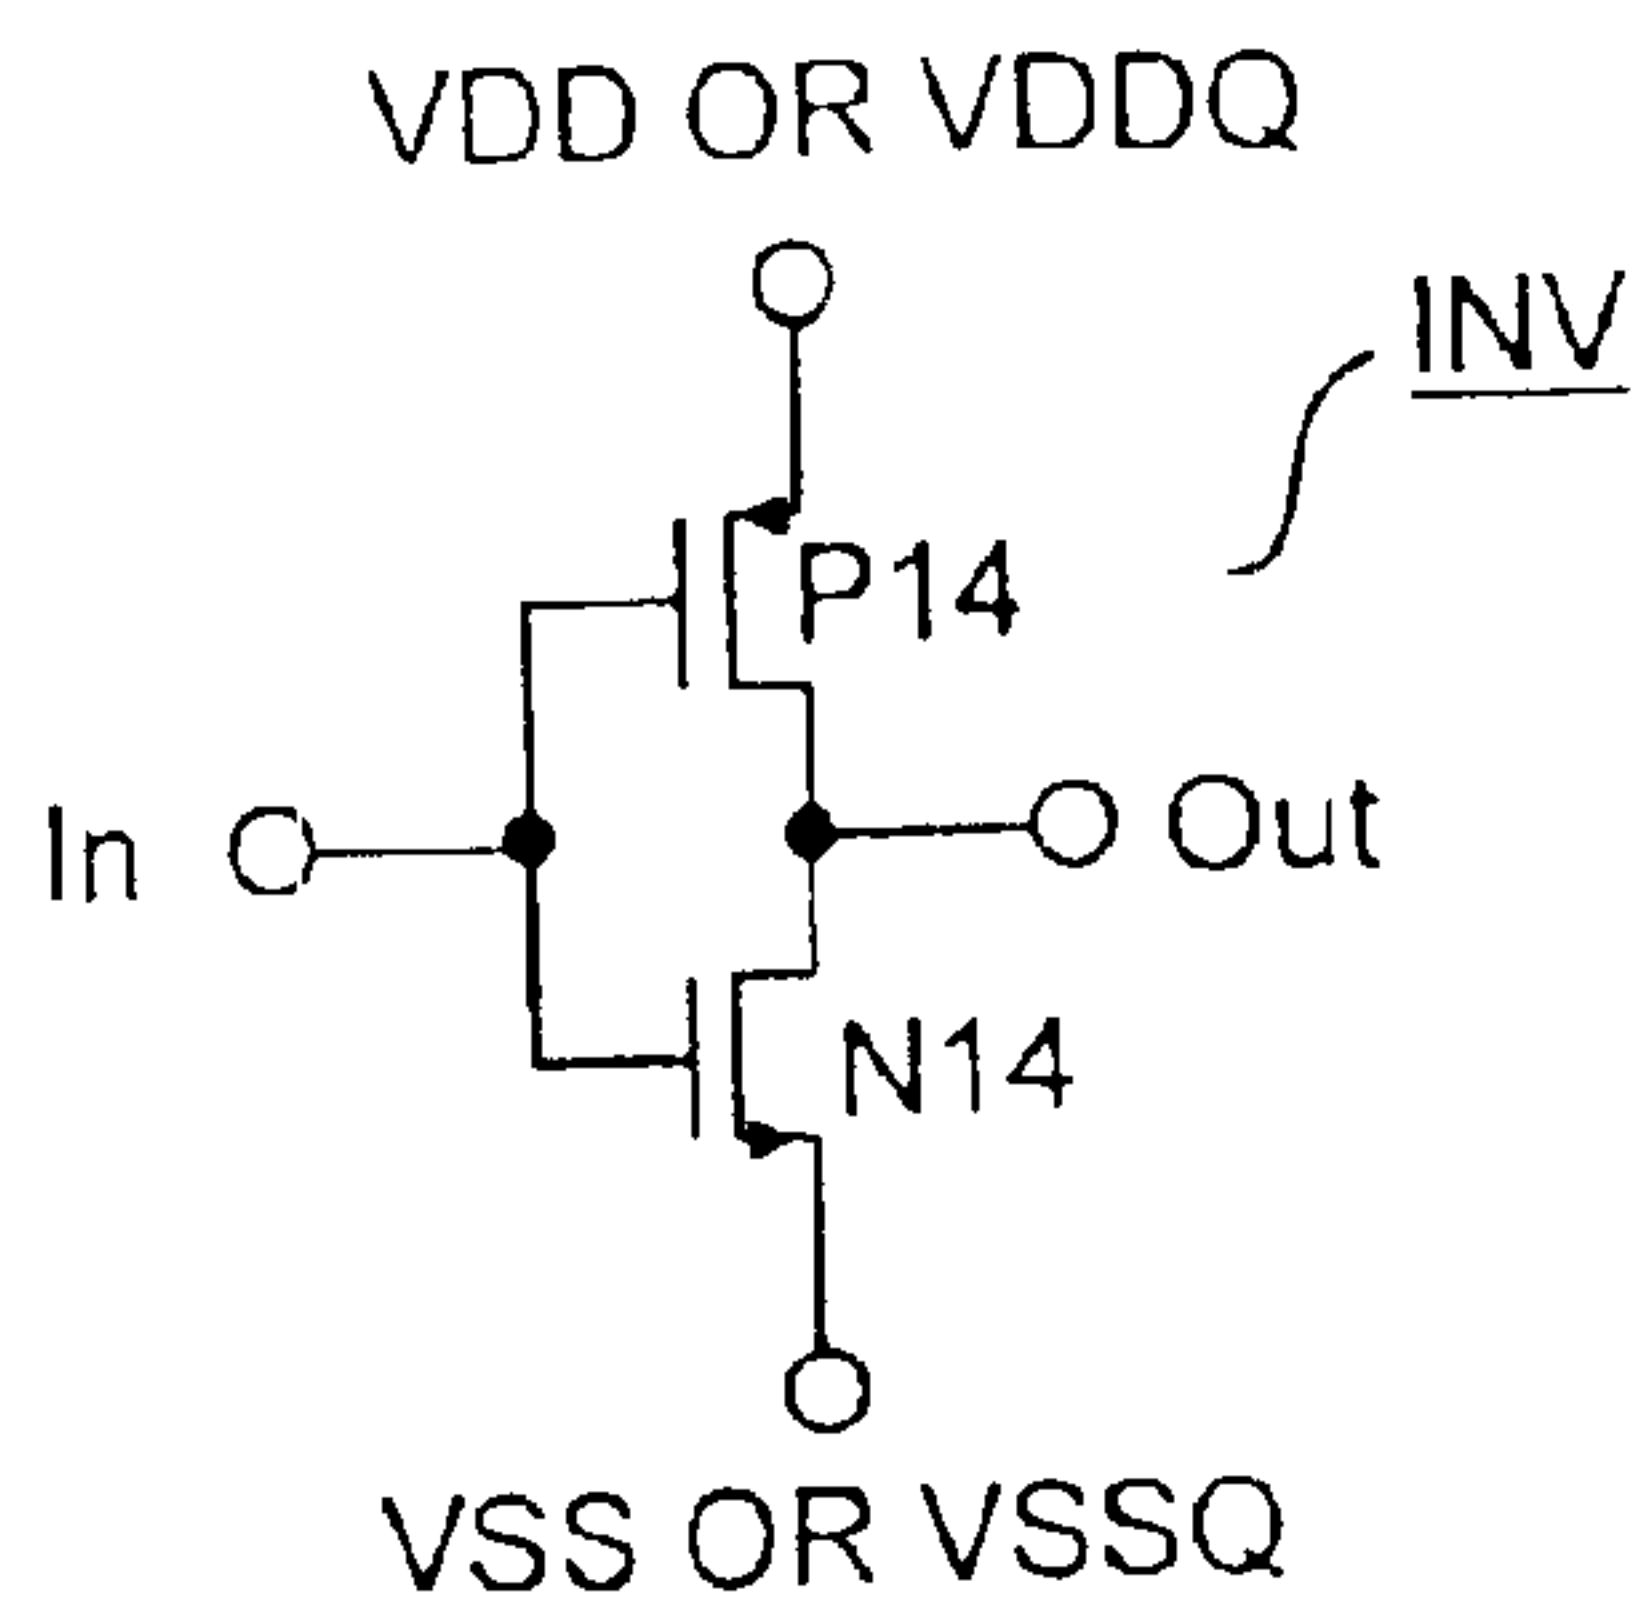 VDD OR VDDQ
INV
P14
In
Out
N14
VSS OR VSSQ